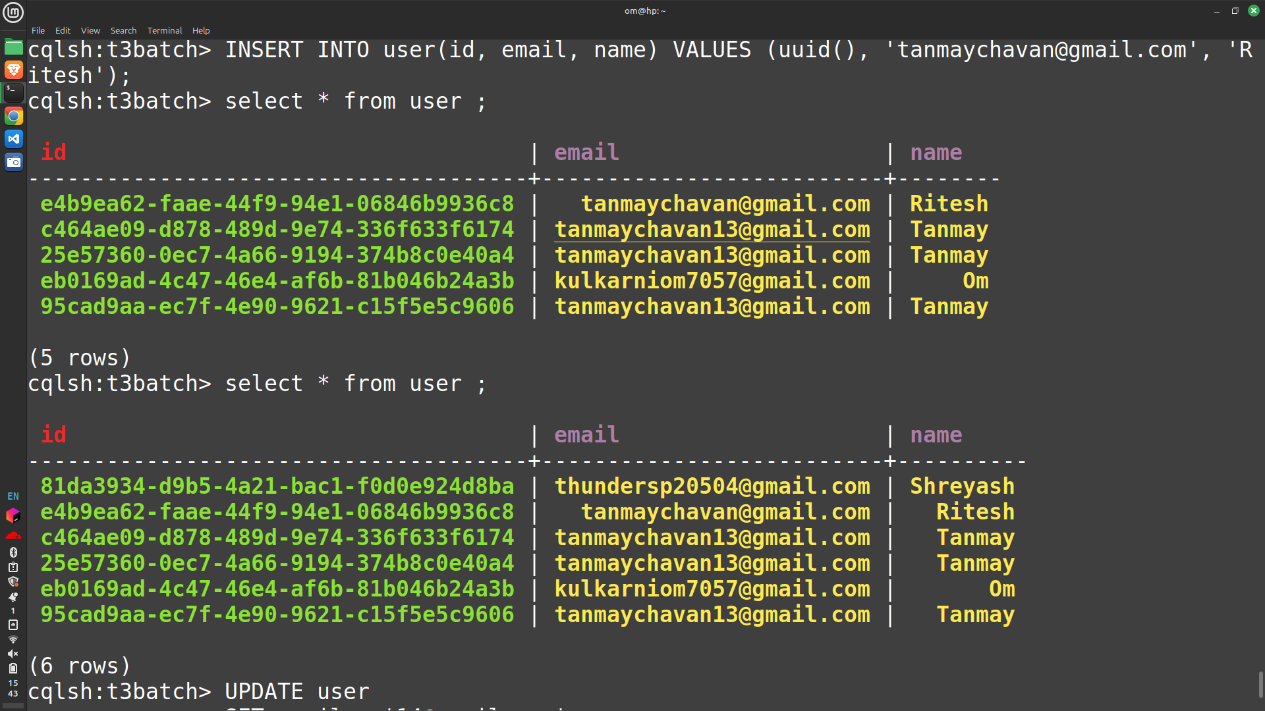 om@hp: ~
File Edit View Search Terminal Help
cqlsh:t3batch> INSERT INTO user(id, email, name) VALUES (uuid(), 'tanmaychavan@gmail.com', 'R
itesh');
cqlsh:t3batch> select * from user ;
id | email | name
--------------------------------------+--------------------------+--------
e4b9ea62-faae-44f9-94e1-06846b9936c8 | tanmaychavan@gmail.com | Ritesh
c464ae09-d878-489d-9e74-336f633f6174 | tanmaychavan13@gmail.com | Tanmay
25e57360-0ec7-4a66-9194-374b8c0e40a4 | tanmaychavan13@gmail.com | Tanmay
eb0169ad-4c47-46e4-af6b-81b046b24a3b | kulkarniom7057@gmail.com | Om
95cad9aa-ec7f-4e90-9621-c15f5e5c9606 | tanmaychavan13@gmail.com | Tanmay
(5 rows)
cqlsh:t3batch> select * from user ;
id | email | name
--------------------------------------+--------------------------+----------
81da3934-d9b5-4a21-bac1-f0d0e924d8ba | thundersp20504@gmail.com | Shreyash
e4b9ea62-faae-44f9-94e1-06846b9936c8 | tanmaychavan@gmail.com | Ritesh
c464ae09-d878-489d-9e74-336f633f6174 | tanmaychavan13@gmail.com | Tanmay
25e57360-0ec7-4a66-9194-374b8c0e40a4 | tanmaychavan13@gmail.com | Tanmay
eb0169ad-4c47-46e4-af6b-81b046b24a3b | kulkarniom7057@gmail.com | Om
95cad9aa-ec7f-4e90-9621-c15f5e5c9606 | tanmaychavan13@gmail.com | Tanmay
(6 rows)
cqlsh:t3batch> UPDATE user
EN
1
15
43